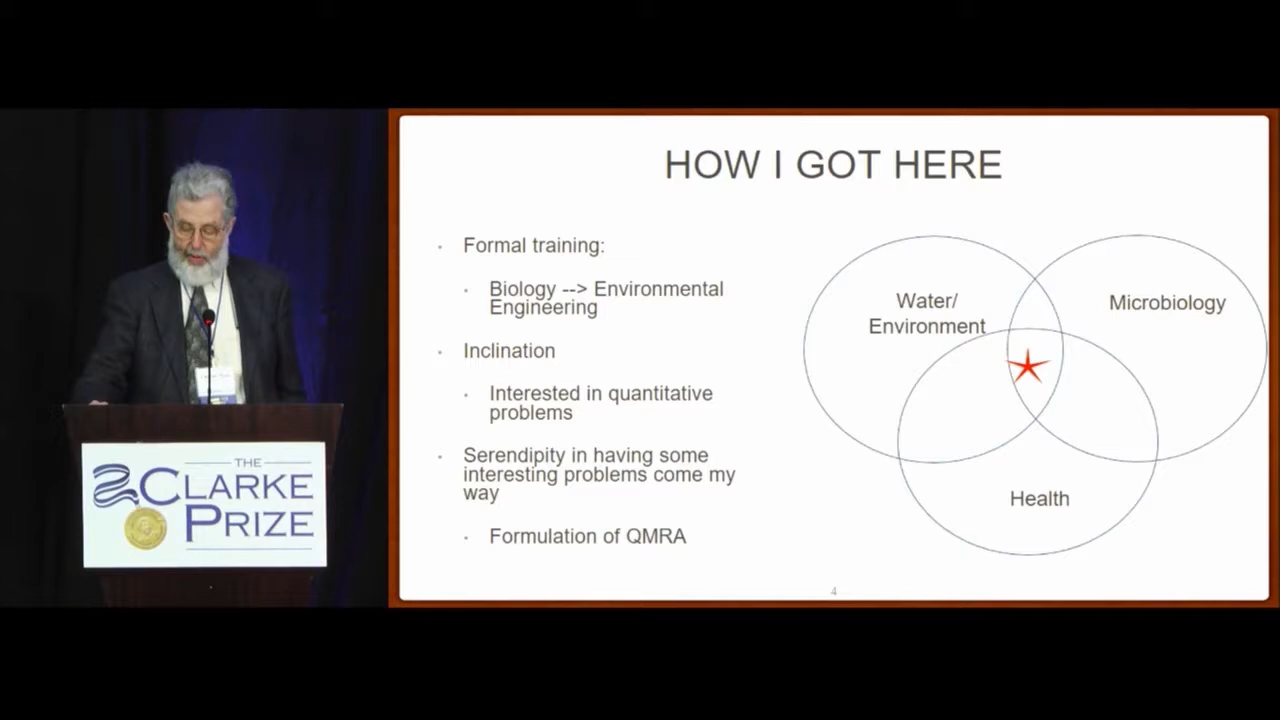 HOW I GOT HERE
Formal training:
Biology --> Environmental
Engineering
Inclination
Interested in quantitative
problems
Serendipity in having some
interesting problems come my
way
Formulation of QMRA
Water/
Environment
Microbiology
Health
4
THE
CLARKE
PRIZE